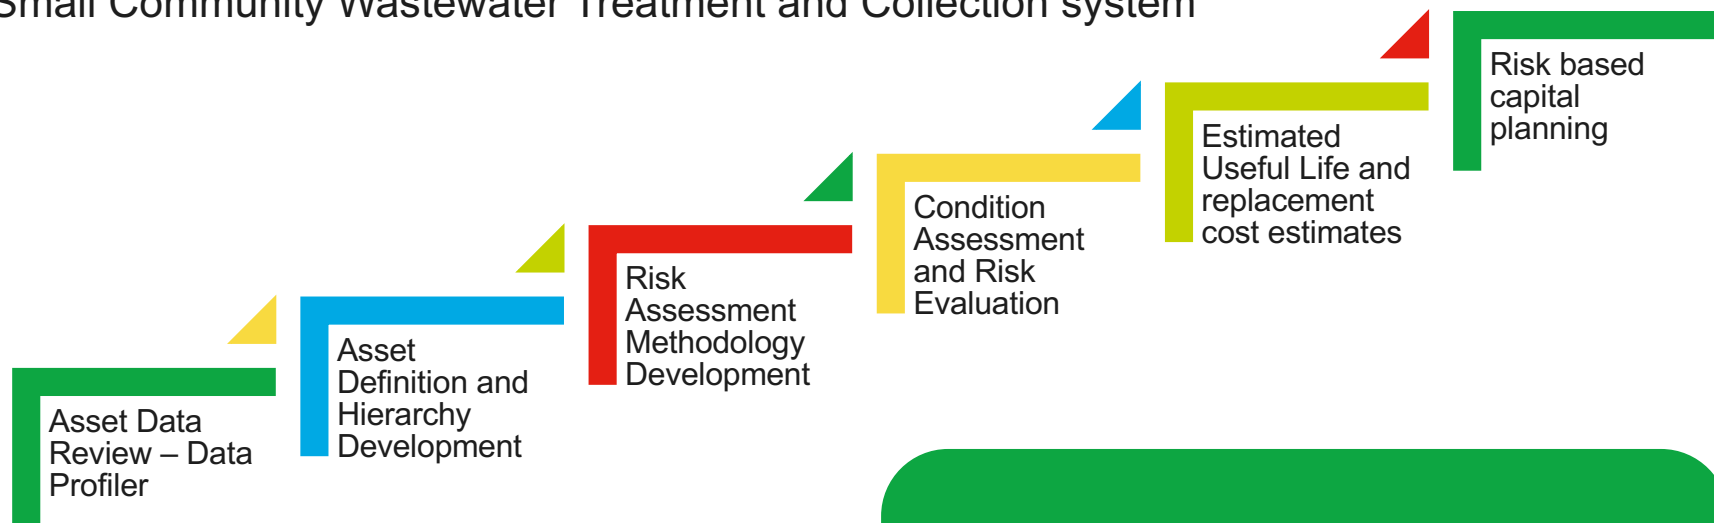 Small Community Wastewater Treatment and Collection system
Asset Data
Review – Data
Profiler
Asset
Definition and
Hierarchy
Development
Risk
Assessment
Methodology
Development
Condition
Assessment
and Risk
Evaluation
Estimated
Useful Life and
replacement
cost estimates
Risk based
capital
planning